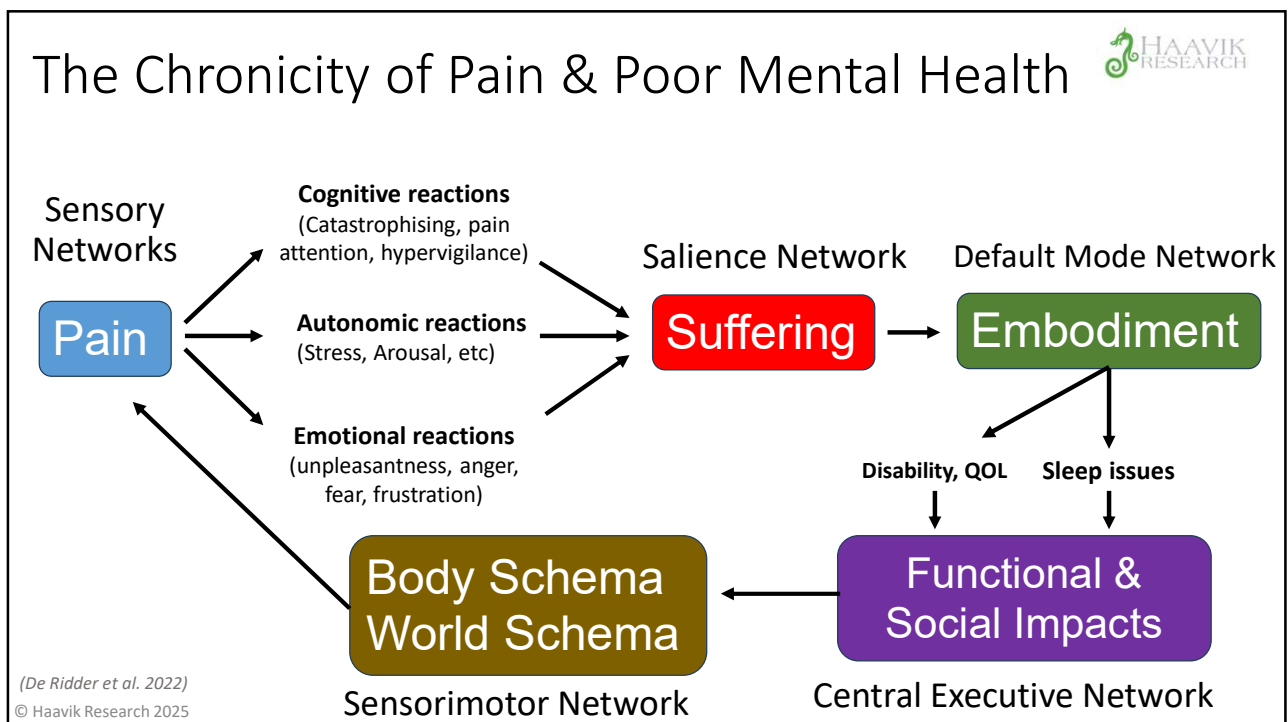 The Chronicity of Pain & Poor Mental Health
HAAVIK
RESEARCH
Sensory
Networks
Pain
Cognitive reactions
(Catastrophising, pain
attention, hypervigilance)
Autonomic reactions
(Stress, Arousal, etc)
Emotional reactions
(unpleasantness, anger,
fear, frustration)
Salience Network
Suffering
Default Mode Network
Embodiment
Disability, QOL
Sleep issues
Functional &
Social Impacts
Central Executive Network
Body Schema
World Schema
Sensorimotor Network
(De Ridder et al. 2022)
© Haavik Research 2025